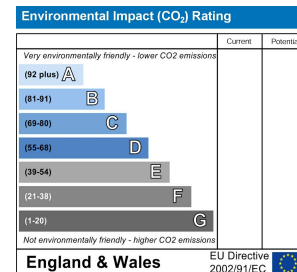 Environmental Impact (CO₂) Rating
Current Potentia
Very environmentally friendly - lower CO2 emissions
(92 plus) A
(81-91) B
(69-80) C
(55-68) D
(39-54) E
(21-38) F
(1-20) G
Not environmentally friendly - higher CO2 emissions
England & Wales
EU Directive
2002/91/EC